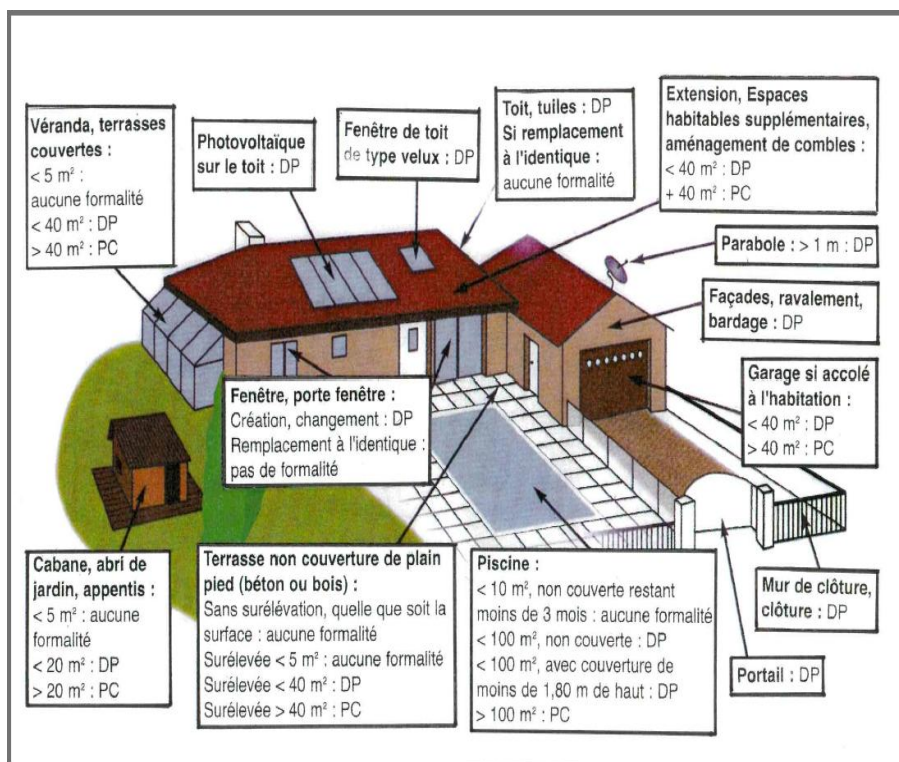 Véranda, terrasses
couvertes :
< 5 m² :
aucune formalité
< 40 m² : DP
> 40 m² : PC
Photovoltaïque
sur le toit : DP
Fenêtre de toit
de type velux : DP
Toit, tuiles : DP
Si remplacement
à l'identique :
aucune formalité
Extension, Espaces
habitables supplémentaires,
aménagement de combles :
< 40 m² : DP
+ 40 m² : PC
Parabole : > 1 m : DP
Façades, ravalement,
bardage : DP
Garage si accolé
à l'habitation :
< 40 m² : DP
> 40 m² : PC
Fenêtre, porte fenêtre :
Création, changement : DP
Remplacement à l'identique :
pas de formalité
Cabane, abri de
jardin, appentis :
< 5 m² : aucune
formalité
< 20 m² : DP
> 20 m² : PC
Terrasse non couverture de plain
pied (béton ou bois) :
Sans surélévation, quelle que soit la
surface : aucune formalité
Surélevée < 5 m² : aucune formalité
Surélevée < 40 m² : DP
Surélevée > 40 m² : PC
Piscine :
< 10 m², non couverte restant
moins de 3 mois : aucune formalité
< 100 m², non couverte : DP
< 100 m², avec couverture de
moins de 1,80 m de haut : DP
> 100 m² : PC
Mur de clôture,
clôture : DP
Portail : DP